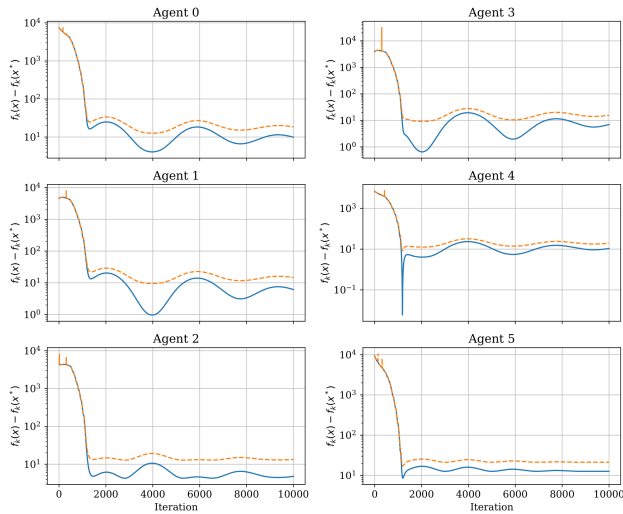 Agent 0
f_k(x) − f_k(x*)
10^4
10^3
10^2
10^1
Agent 3
f_k(x) − f_k(x*)
10^4
10^3
10^2
10^1
10^0
Agent 1
f_k(x) − f_k(x*)
10^4
10^3
10^2
10^1
10^0
Agent 4
f_k(x) − f_k(x*)
10^3
10^1
10^−1
Agent 2
f_k(x) − f_k(x*)
10^4
10^3
10^2
10^1
0 2000 4000 6000 8000 10000
Iteration
Agent 5
f_k(x) − f_k(x*)
10^4
10^3
10^2
10^1
0 2000 4000 6000 8000 10000
Iteration